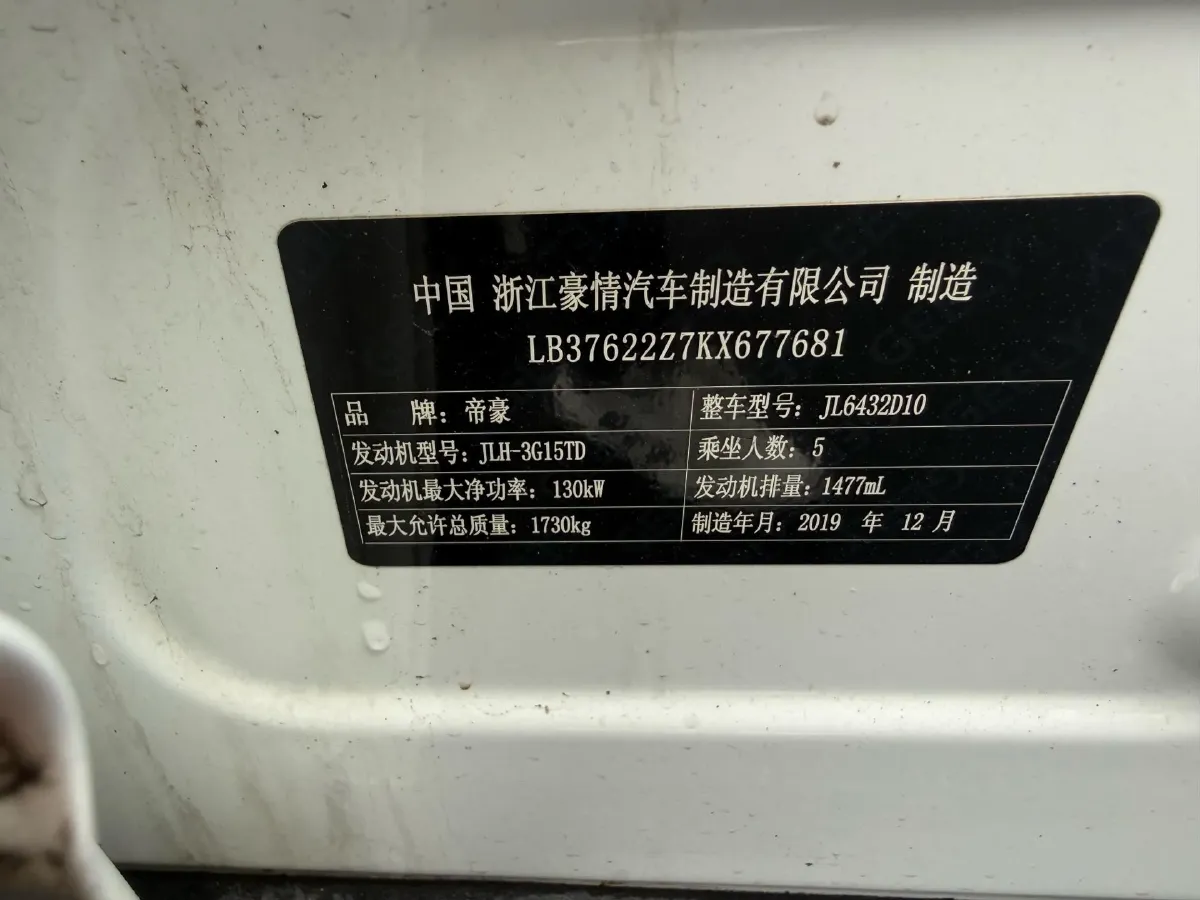 中国 浙江豪情汽车制造有限公司 制造
LB37622Z7KX677681
品 牌：帝豪 整车型号：JL6432D10
发动机型号：JLH-3G15TD 乘坐人数：5
发动机最大净功率：130kW 发动机排量：1477mL
最大允许总质量：1730kg 制造年月：2019 年 12 月